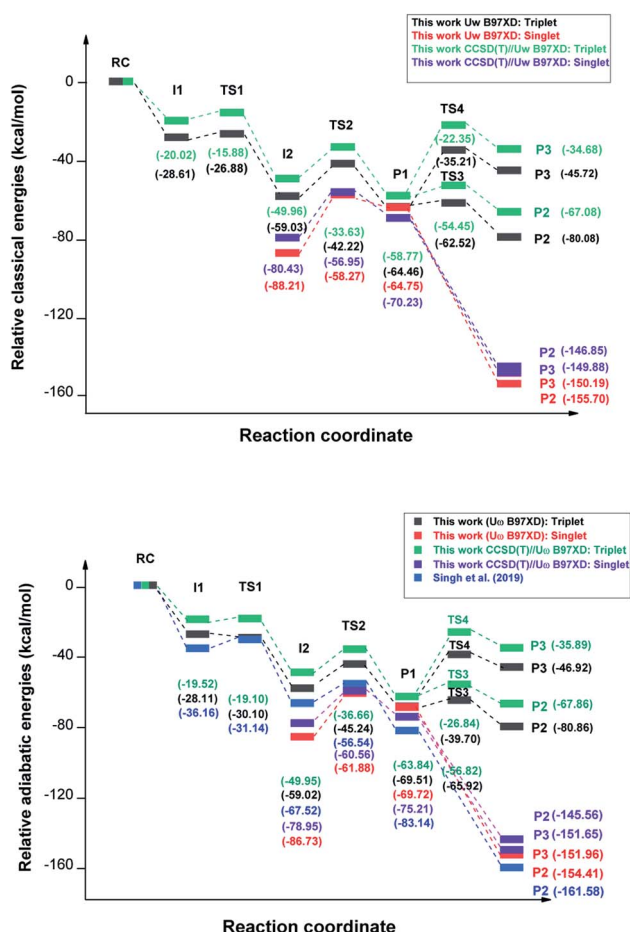 This work Uw B97XD: Triplet
This work Uw B97XD: Singlet
This work CCSD(T)//Uw B97XD: Triplet
This work CCSD(T)//Uw B97XD: Singlet
Relative classical energies (kcal/mol)
0
-40
-80
-120
-160
RC
I1
(-20.02)
(-28.61)
TS1
(-15.88)
(-26.88)
I2
(-49.96)
(-59.03)
(-80.43)
(-88.21)
TS2
(-33.63)
(-42.22)
(-56.95)
(-58.27)
P1
(-58.77)
(-64.46)
(-64.75)
(-70.23)
TS4
(-22.35)
(-35.21)
TS3
(-54.45)
(-62.52)
P3 (-34.68)
P3 (-45.72)
P2 (-67.08)
P2 (-80.08)
P2 (-146.85)
P3 (-149.88)
P3 (-150.19)
P2 (-155.70)
Reaction coordinate
This work (Uω B97XD): Triplet
This work (Uω B97XD): Singlet
This work CCSD(T)//Uω B97XD: Triplet
This work CCSD(T)//Uω B97XD: Singlet
Singh et al. (2019)
Relative adiabatic energies (kcal/mol)
0
-40
-80
-120
-160
RC
I1
(-19.52)
(-28.11)
(-36.16)
TS1
(-19.10)
(-30.10)
(-31.14)
I2
(-49.95)
(-59.02)
(-67.52)
(-78.95)
(-86.73)
TS2
(-36.66)
(-45.24)
(-56.54)
(-60.56)
(-61.88)
P1
(-63.84)
(-69.51)
(-69.72)
(-75.21)
(-83.14)
TS4
TS4
TS3
TS3
(-26.84)
(-39.70)
(-56.82)
(-65.92)
P3 (-35.89)
P3 (-46.92)
P2 (-67.86)
P2 (-80.86)
P2 (-145.56)
P3 (-151.65)
P3 (-151.96)
P2 (-154.41)
P2 (-161.58)
Reaction coordinate